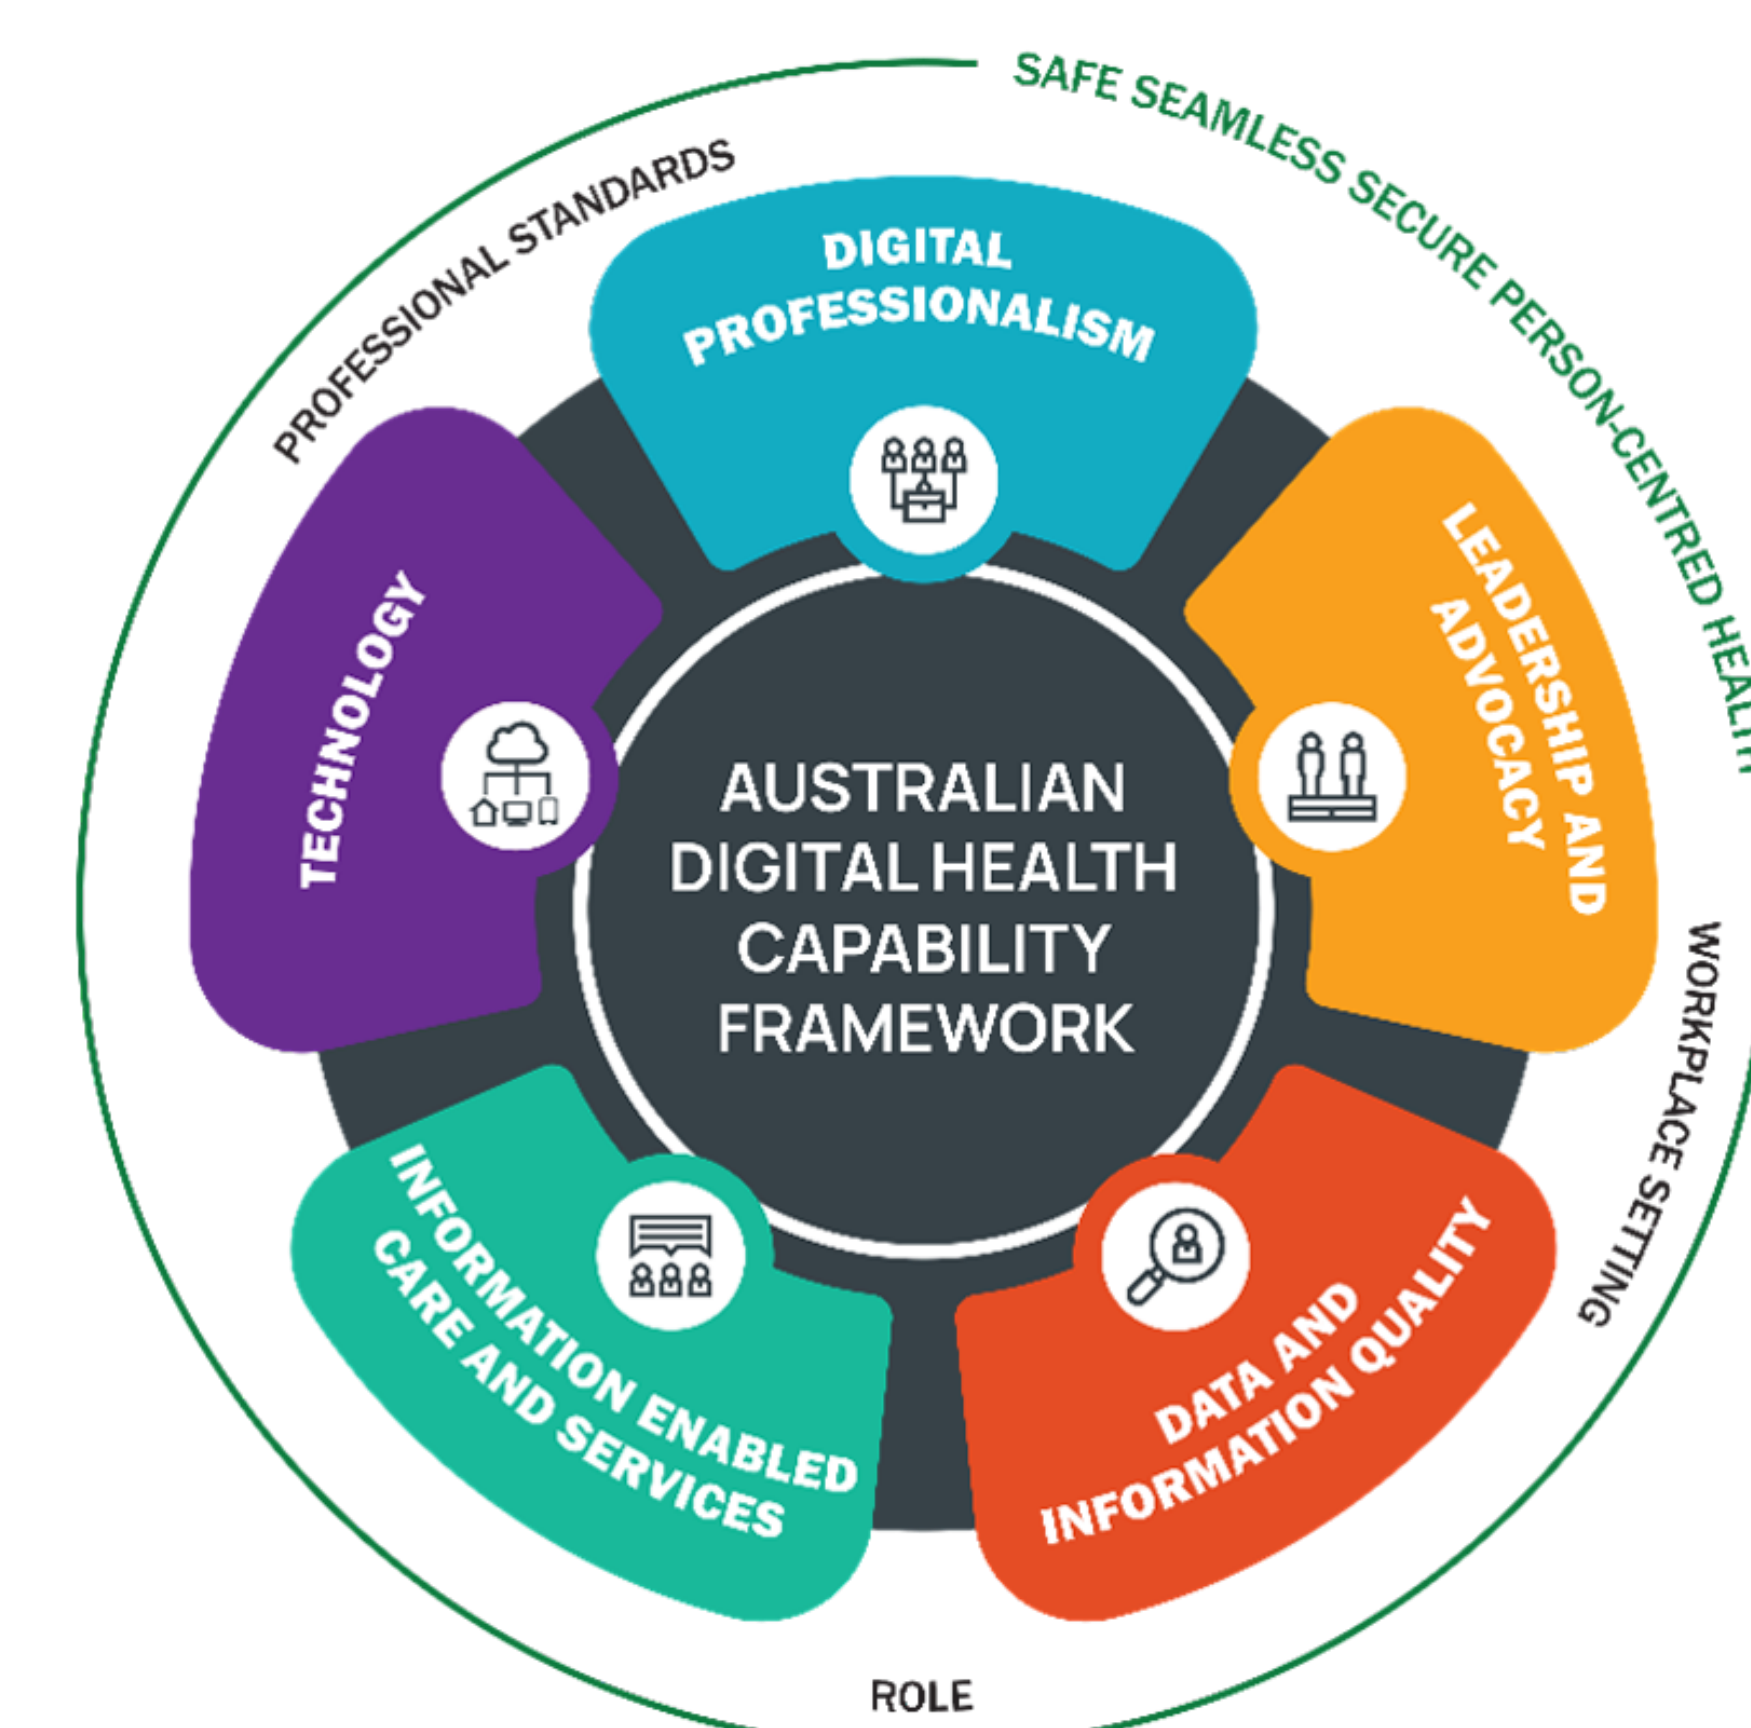 SAFE SEAMLESS SECURE PERSON-CENTRED HEALTH
PROFESSIONAL STANDARDS
DIGITAL
PROFESSIONALISM
LEADERSHIP AND
ADVOCACY
TECHNOLOGY
AUSTRALIAN
DIGITAL HEALTH
CAPABILITY
FRAMEWORK
WORKPLACE SETTING
INFORMATION ENABLED
CARE AND SERVICES
DATA AND
INFORMATION QUALITY
ROLE